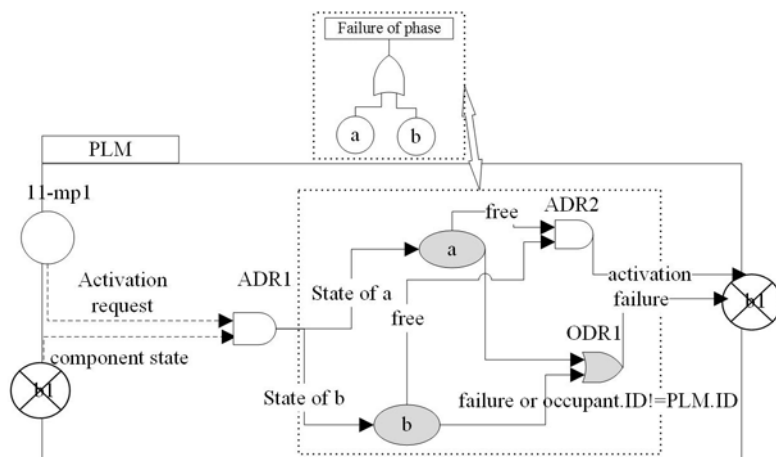 Failure of phase
a
b
PLM
11-mp1
Activation
request
ADR1
component state
b1
State of a
State of b
a
free
ADR2
free
b
ODR1
activation
failure
b1
failure or occupant.ID!=PLM.ID